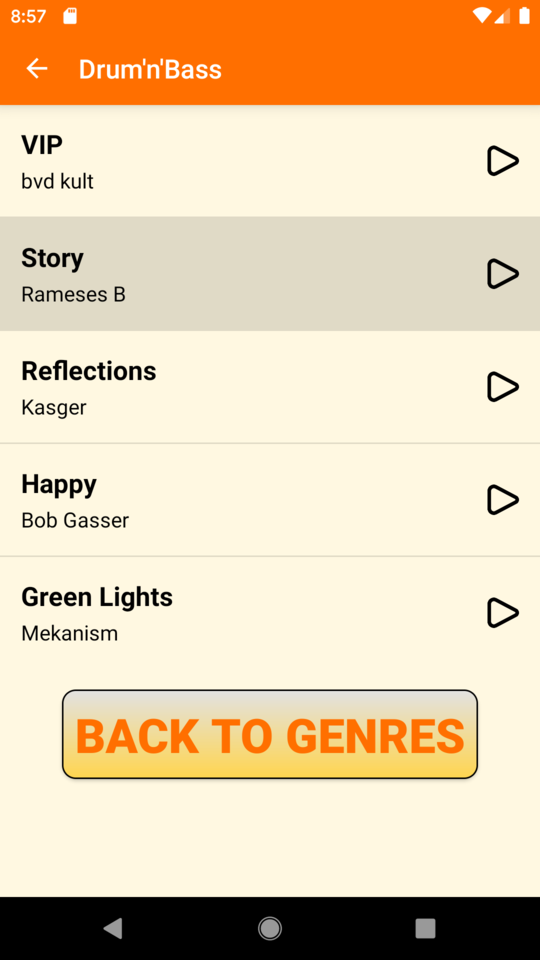 8:57
Drum'n'Bass
VIP
bvd kult
Story
Rameses B
Reflections
Kasger
Happy
Bob Gasser
Green Lights
Mekanism
BACK TO GENRES